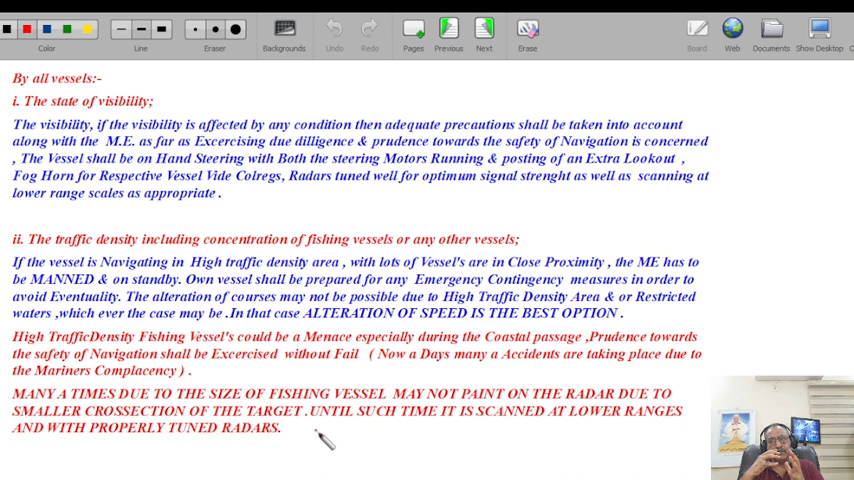 Color
Line
Eraser
Backgrounds
Undo
Redo
Pages
Previous
Next
Erase
Board
Web
Documents
Show Desktop
By all vessels:-
i. The state of visibility;
The visibility, if the visibility is affected by any condition then adequate precautions shall be taken into account
along with the M.E. as far as Excercising due dilligence & prudence towards the safety of Navigation is concerned
, The Vessel shall be on Hand Steering with Both the steering Motors Running & posting of an Extra Lookout ,
Fog Horn for Respective Vessel Vide Colregs, Radars tuned well for optimum signal strenght as well as scanning at
lower range scales as appropriate .
ii. The traffic density including concentration of fishing vessels or any other vessels;
If the vessel is Navigating in High traffic density area , with lots of Vessel's are in Close Proximity , the ME has to
be MANNED & on standby. Own vessel shall be prepared for any Emergency Contingency measures in order to
avoid Eventuality. The alteration of courses may not be possible due to High Traffic Density Area & or Restricted
waters ,which ever the case may be .In that case ALTERATION OF SPEED IS THE BEST OPTION .
High TrafficDensity Fishing Vessel's could be a Menace especially during the Coastal passage ,Prudence towards
the safety of Navigation shall be Excercised without Fail ( Now a Days many a Accidents are taking place due to
the Mariners Complacency ) .
MANY A TIMES DUE TO THE SIZE OF FISHING VESSEL MAY NOT PAINT ON THE RADAR DUE TO
SMALLER CROSSECTION OF THE TARGET .UNTIL SUCH TIME IT IS SCANNED AT LOWER RANGES
AND WITH PROPERLY TUNED RADARS.